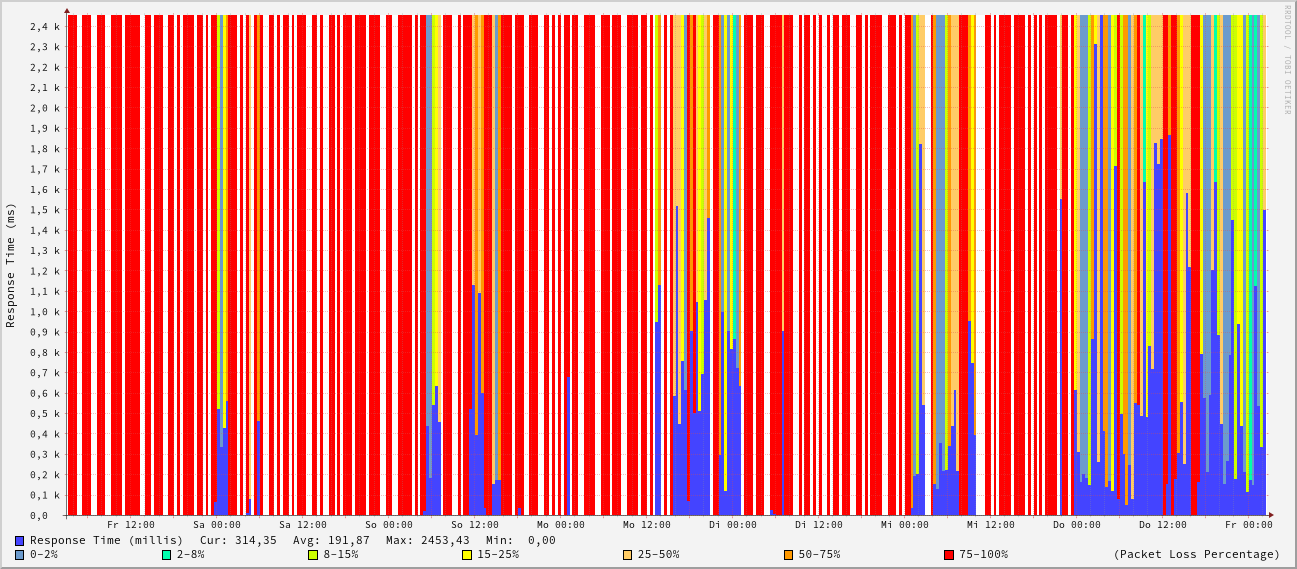 RRDTOOL / TOBI OETIKER
Response Time (ms)
2,4 k
2,3 k
2,2 k
2,1 k
2,0 k
1,9 k
1,8 k
1,7 k
1,6 k
1,5 k
1,4 k
1,3 k
1,2 k
1,1 k
1,0 k
0,9 k
0,8 k
0,7 k
0,6 k
0,5 k
0,4 k
0,3 k
0,2 k
0,1 k
0,0
Fr 12:00 Sa 00:00 Sa 12:00 So 00:00 So 12:00 Mo 00:00 Mo 12:00 Di 00:00 Di 12:00 Mi 00:00 Mi 12:00 Do 00:00 Do 12:00 Fr 00:00
Response Time (millis) Cur: 314,35 Avg: 191,87 Max: 2453,43 Min: 0,00
0-2% 2-8% 8-15% 15-25% 25-50% 50-75% 75-100% (Packet Loss Percentage)